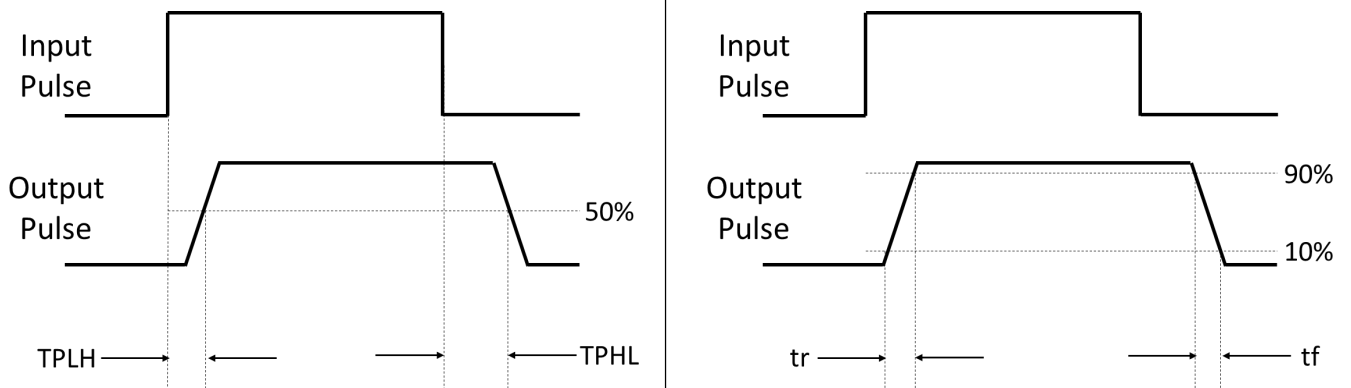 Input
Pulse
Output
Pulse
50%
TPLH
TPHL
Input
Pulse
Output
Pulse
90%
10%
tr
tf